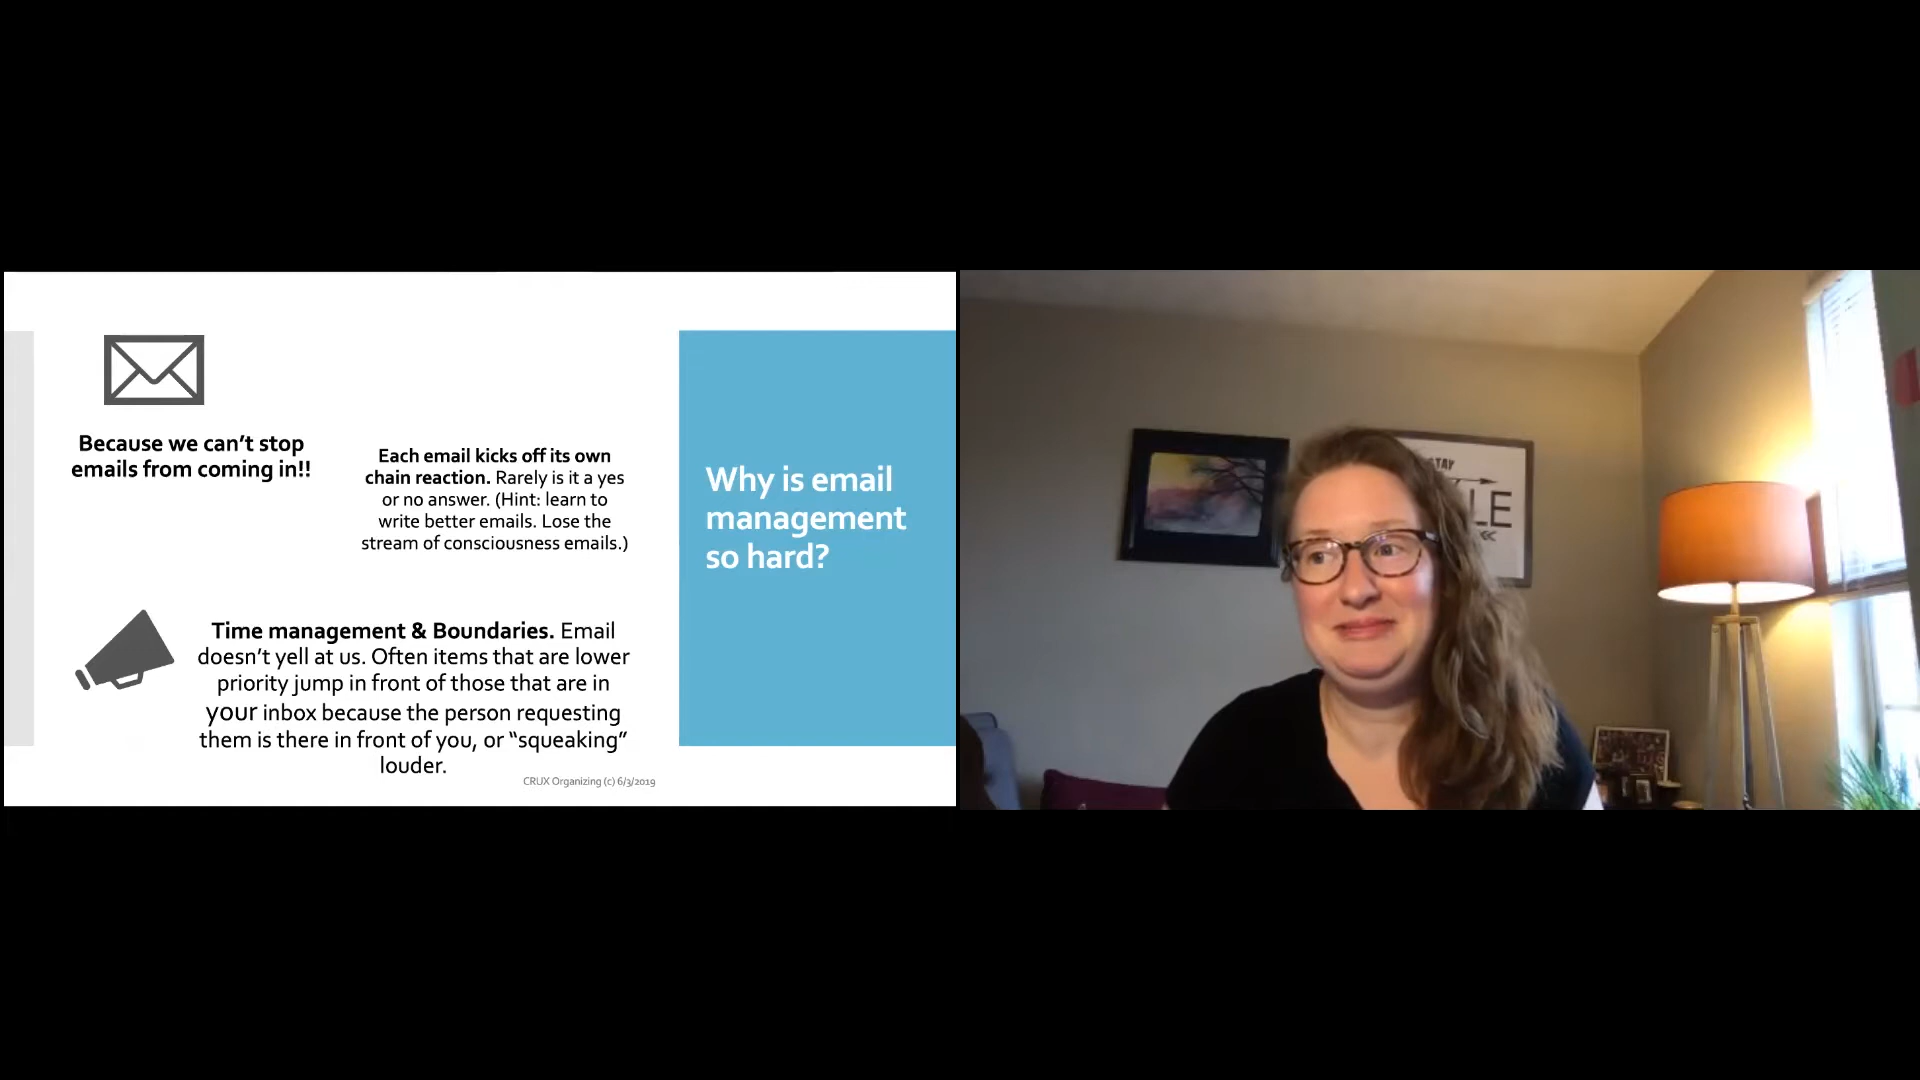 Because we can’t stop
emails from coming in!!
Each email kicks off its own
chain reaction. Rarely is it a yes
or no answer. (Hint: learn to
write better emails. Lose the
stream of consciousness emails.)
Time management & Boundaries. Email
doesn’t yell at us. Often items that are lower
priority jump in front of those that are in
your inbox because the person requesting
them is there in front of you, or “squeaking”
louder.
CRUX Organizing (c) 6/3/2019
Why is email
management
so hard?
STAY
LE